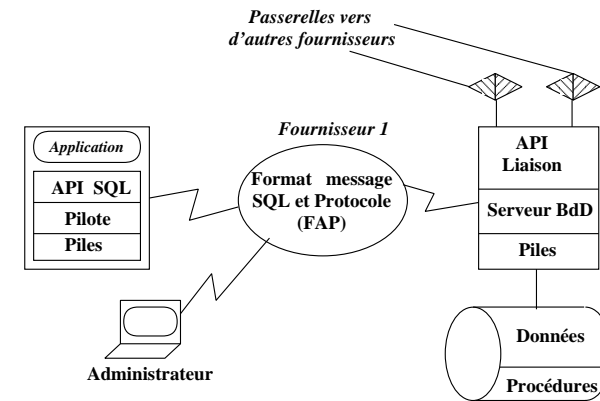 Passerelles vers
d'autres fournisseurs
Application
API SQL
Pilote
Piles
Fournisseur 1
Format message
SQL et Protocole
(FAP)
API
Liaison
Serveur BdD
Piles
Administrateur
Données
Procédures